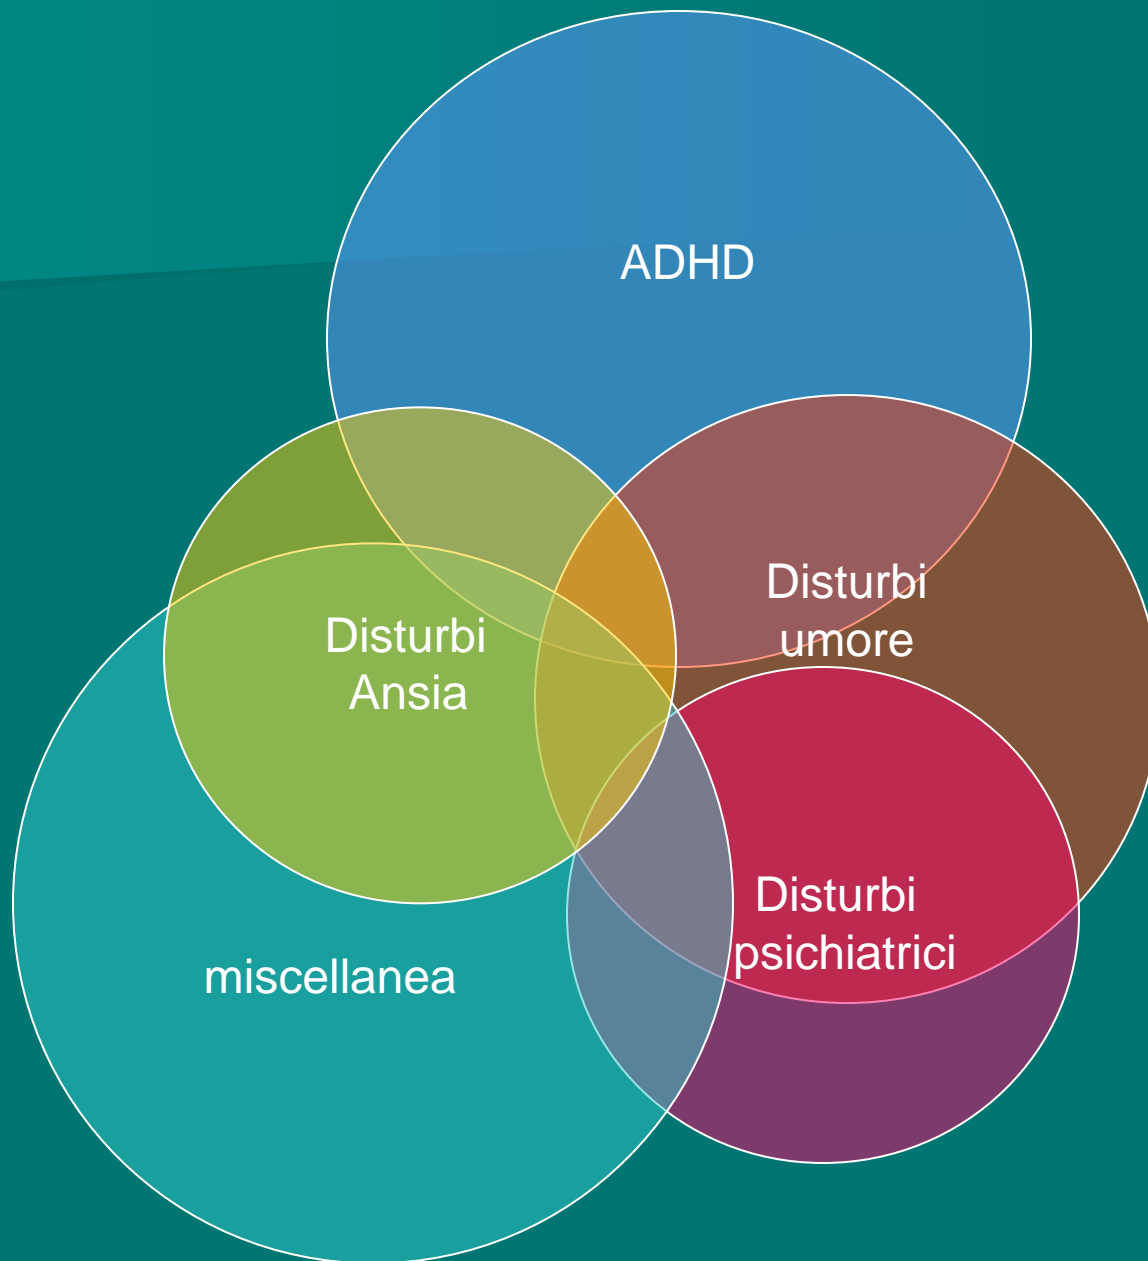 ADHD
Disturbi
umore
Disturbi
Ansia
Disturbi
psichiatrici
miscellanea